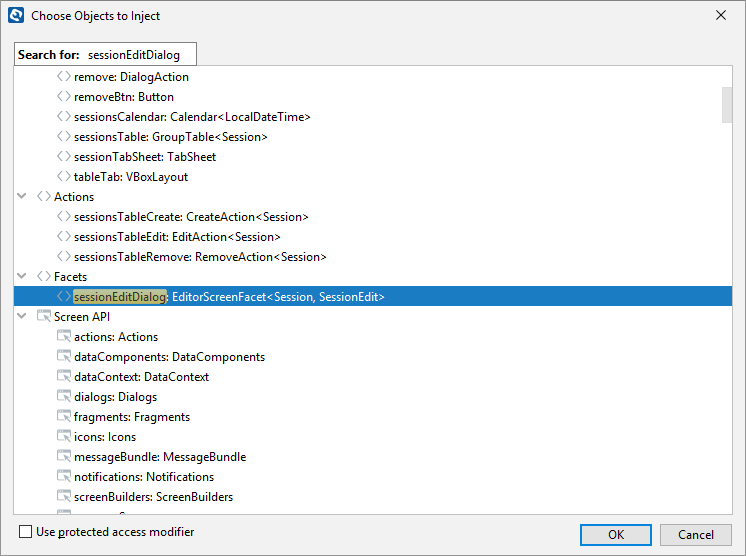 Choose Objects to Inject
Search for: sessionEditDialog
remove: DialogAction
removeBtn: Button
sessionsCalendar: Calendar<LocalDateTime>
sessionsTable: GroupTable<Session>
sessionTabSheet: TabSheet
tableTab: VBoxLayout
Actions
sessionsTableCreate: CreateAction<Session>
sessionsTableEdit: EditAction<Session>
sessionsTableRemove: RemoveAction<Session>
Facets
sessionEditDialog: EditorScreenFacet<Session, SessionEdit>
Screen API
actions: Actions
dataComponents: DataComponents
dataContext: DataContext
dialogs: Dialogs
fragments: Fragments
icons: Icons
messageBundle: MessageBundle
notifications: Notifications
screenBuilders: ScreenBuilders
Use protected access modifier
OK
Cancel